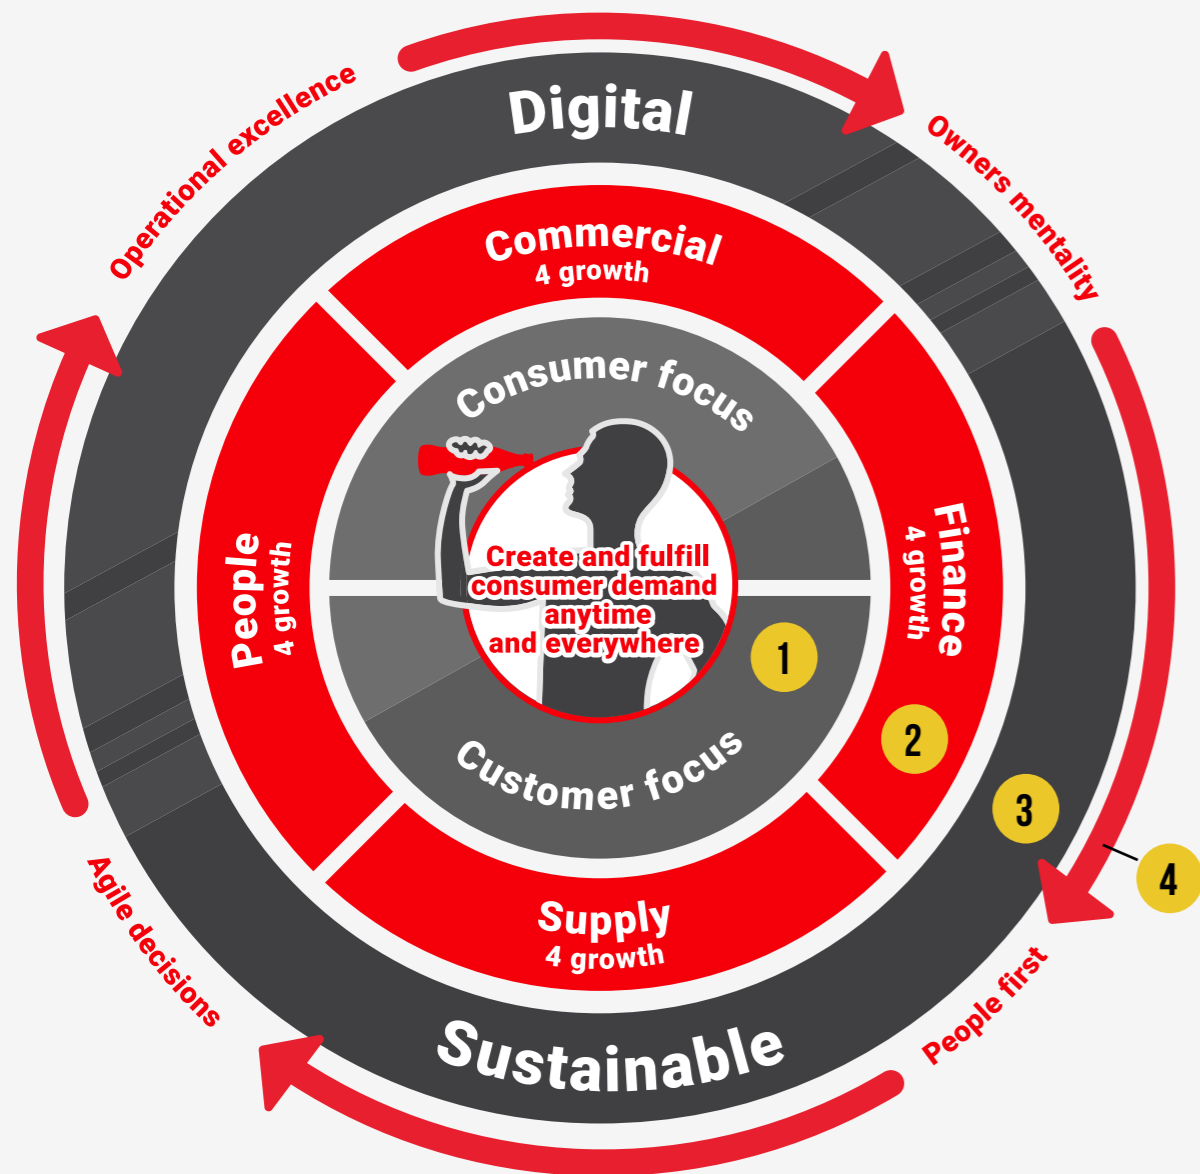 Digital
Operational excellence
Owners mentality
Commercial
4 growth
Consumer focus
People
4 growth
Create and fulfill
consumer demand
anytime
and everywhere
Finance
4 growth
1
2
Customer focus
3
4
Supply
4 growth
Agile decisions
People first
Sustainable